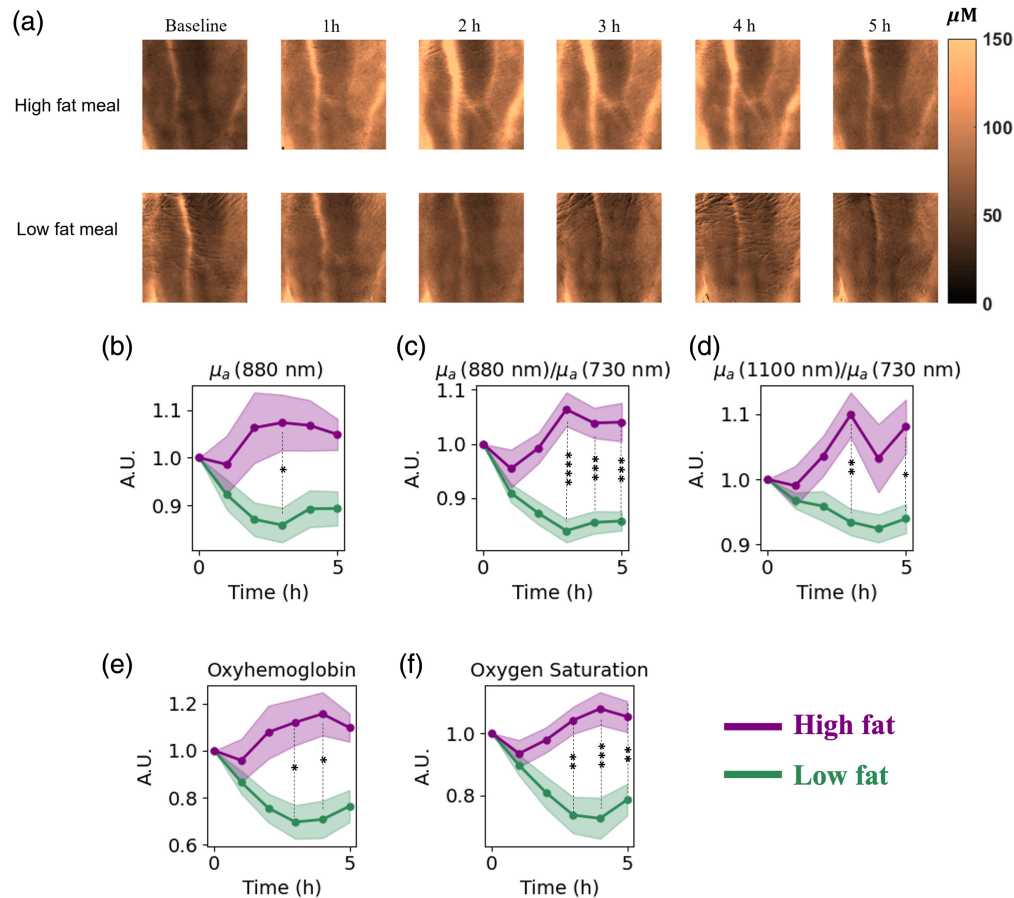 (a)
Baseline 1h 2 h 3 h 4 h 5 h
μM
High fat meal
Low fat meal
150
100
50
0
(b) (c) (d)
μa (880 nm)
μa (880 nm)/μa (730 nm)
μa (1100 nm)/μa (730 nm)
A.U.
1.1
1.0
0.9
*
0 5
Time (h)
A.U.
1.1
1.0
0.9
**** *** ***
0 5
Time (h)
A.U.
1.1
1.0
0.9
** *
0 5
Time (h)
(e) (f)
Oxyhemoglobin
Oxygen Saturation
A.U.
1.2
1.0
0.8
0.6
* *
0 5
Time (h)
A.U.
1.0
0.8
** *** **
0 5
Time (h)
High fat
Low fat